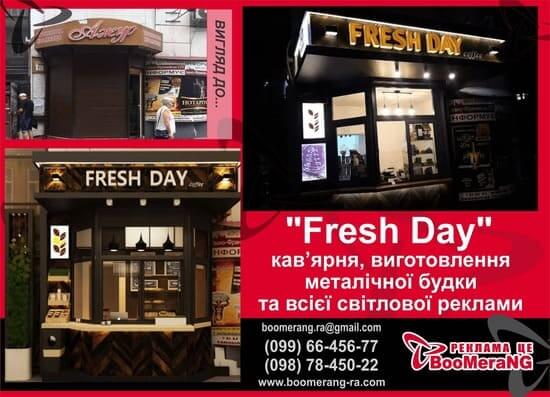 Ажур
ВИГЛЯД ДО...
FRESH DAY
coffee
FRESH DAY
coffee
"Fresh Day"
кав’ярня, виготовлення
металічної будки
та всієї світлової реклами
boomerang.ra@gmail.com
(099) 66-456-77
(098) 78-450-22
www.boomerang-ra.com
РЕКЛАМА ЦЕ
BooMeraNG